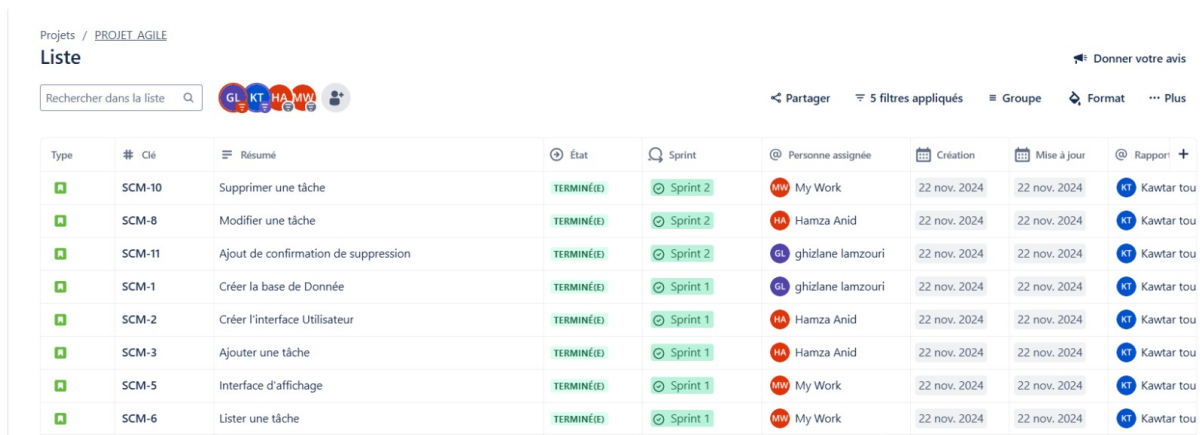 Projets / PROJET AGILE
Liste
Donner votre avis
Rechercher dans la liste
GL KT HA MW
Partager 5 filtres appliqués Groupe Format ··· Plus
Type # Clé Résumé État Sprint @ Personne assignée Création Mise à jour @ Rapport +
SCM-10 Supprimer une tâche TERMINÉ(E) Sprint 2 MW My Work 22 nov. 2024 22 nov. 2024 KT Kawtar tou
SCM-8 Modifier une tâche TERMINÉ(E) Sprint 2 HA Hamza Anid 22 nov. 2024 22 nov. 2024 KT Kawtar tou
SCM-11 Ajout de confirmation de suppression TERMINÉ(E) Sprint 2 GL ghizlane lamzouri 22 nov. 2024 22 nov. 2024 KT Kawtar tou
SCM-1 Créer la base de Donnée TERMINÉ(E) Sprint 1 GL ghizlane lamzouri 22 nov. 2024 22 nov. 2024 KT Kawtar tou
SCM-2 Créer l'interface Utilisateur TERMINÉ(E) Sprint 1 HA Hamza Anid 22 nov. 2024 22 nov. 2024 KT Kawtar tou
SCM-3 Ajouter une tâche TERMINÉ(E) Sprint 1 HA Hamza Anid 22 nov. 2024 22 nov. 2024 KT Kawtar tou
SCM-5 Interface d'affichage TERMINÉ(E) Sprint 1 MW My Work 22 nov. 2024 22 nov. 2024 KT Kawtar tou
SCM-6 Lister une tâche TERMINÉ(E) Sprint 1 MW My Work 22 nov. 2024 22 nov. 2024 KT Kawtar tou